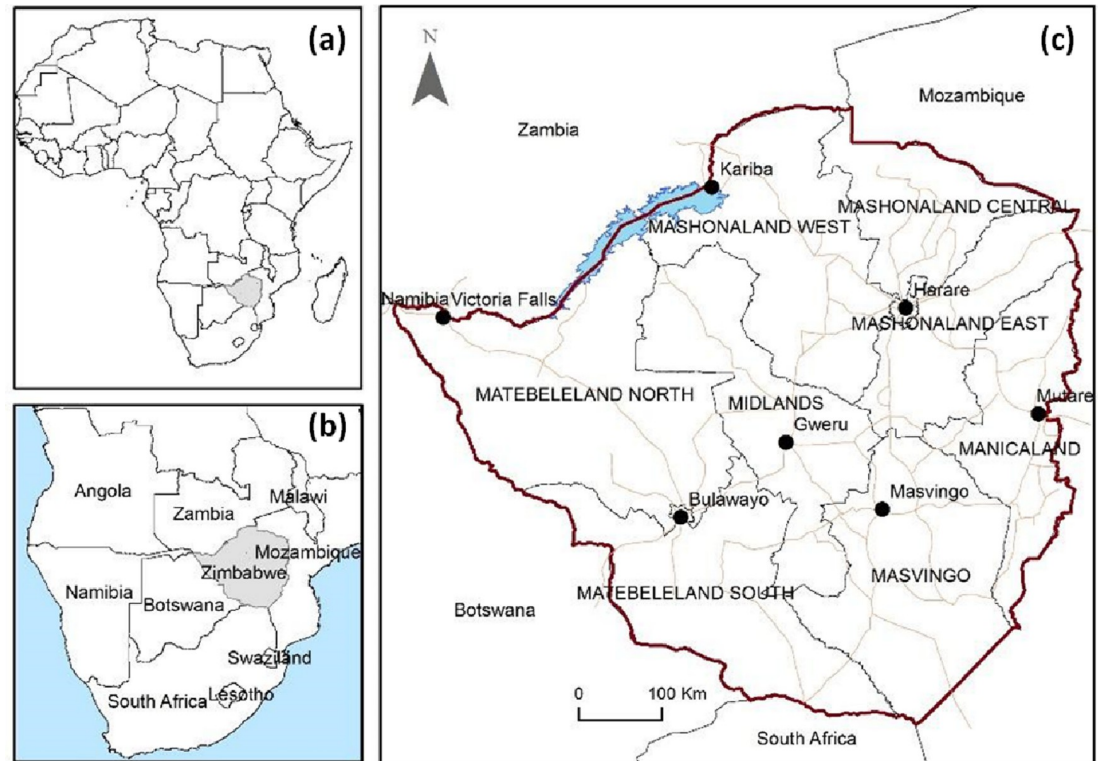 (a)
(b)
Angola
Malawi
Zambia
Mozambique
Zimbabwe
Namibia
Botswana
Swaziland
South Africa
Lesotho
(c)
N
Mozambique
Zambia
Kariba
MASHONALAND CENTRAL
MASHONALAND WEST
Harare
Namibia
Victoria Falls
MASHONALAND EAST
MATEBELELAND NORTH
MIDLANDS
Mutare
Gweru
MANICALAND
Bulawayo
Masvingo
MASVINGO
MATEBELELAND SOUTH
Botswana
0 100 Km
South Africa